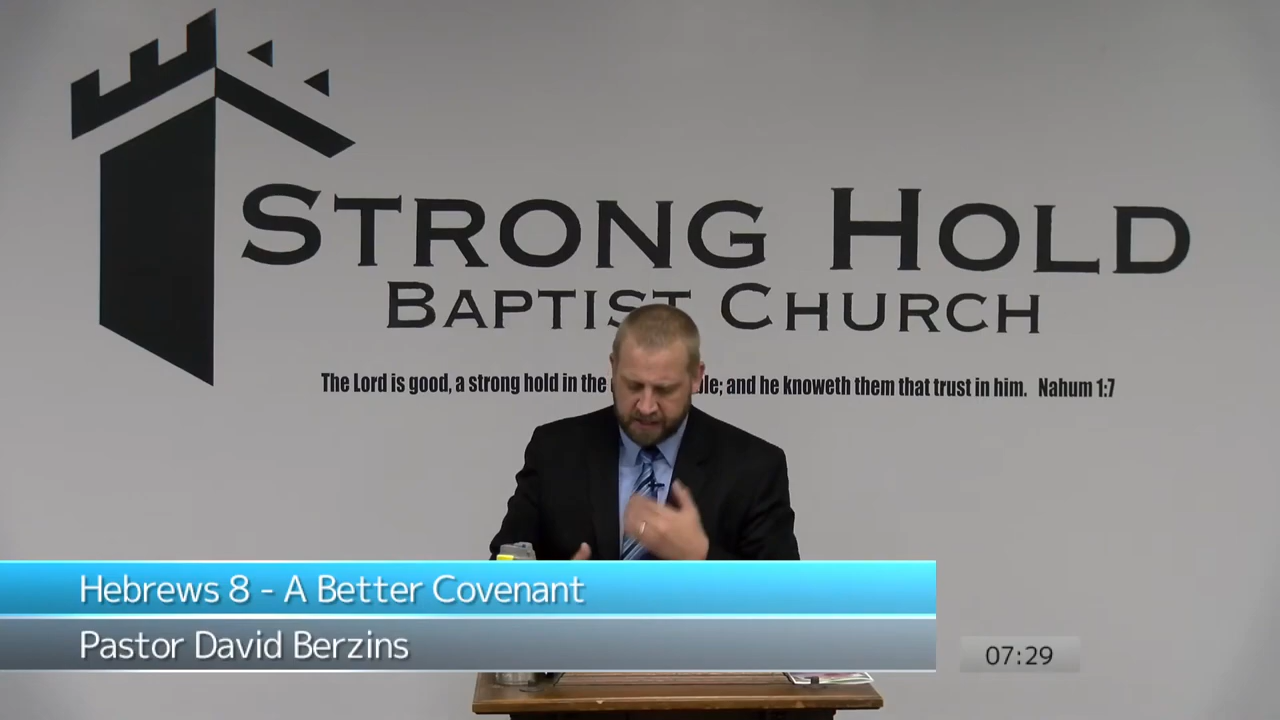 STRONG HOLD
BAPTIST CHURCH
The Lord is good, a strong hold in the and he knoweth them that trust in him. Nahum 1:7
Hebrews 8 - A Better Covenant
Pastor David Berzins
07:29